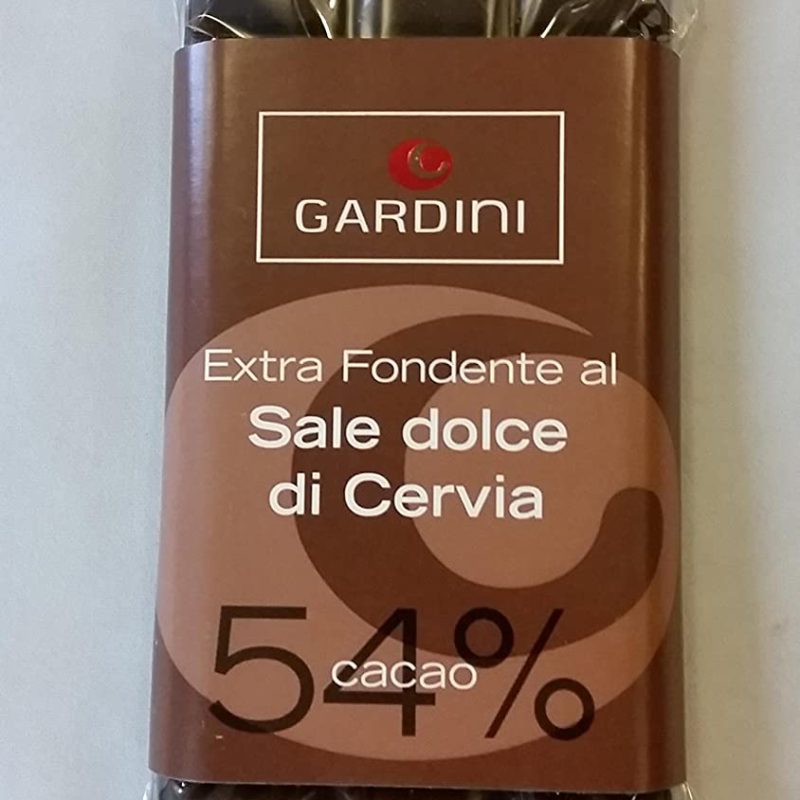 GARDINI
Extra Fondente al
Sale dolce
di Cervia
54%
cacao